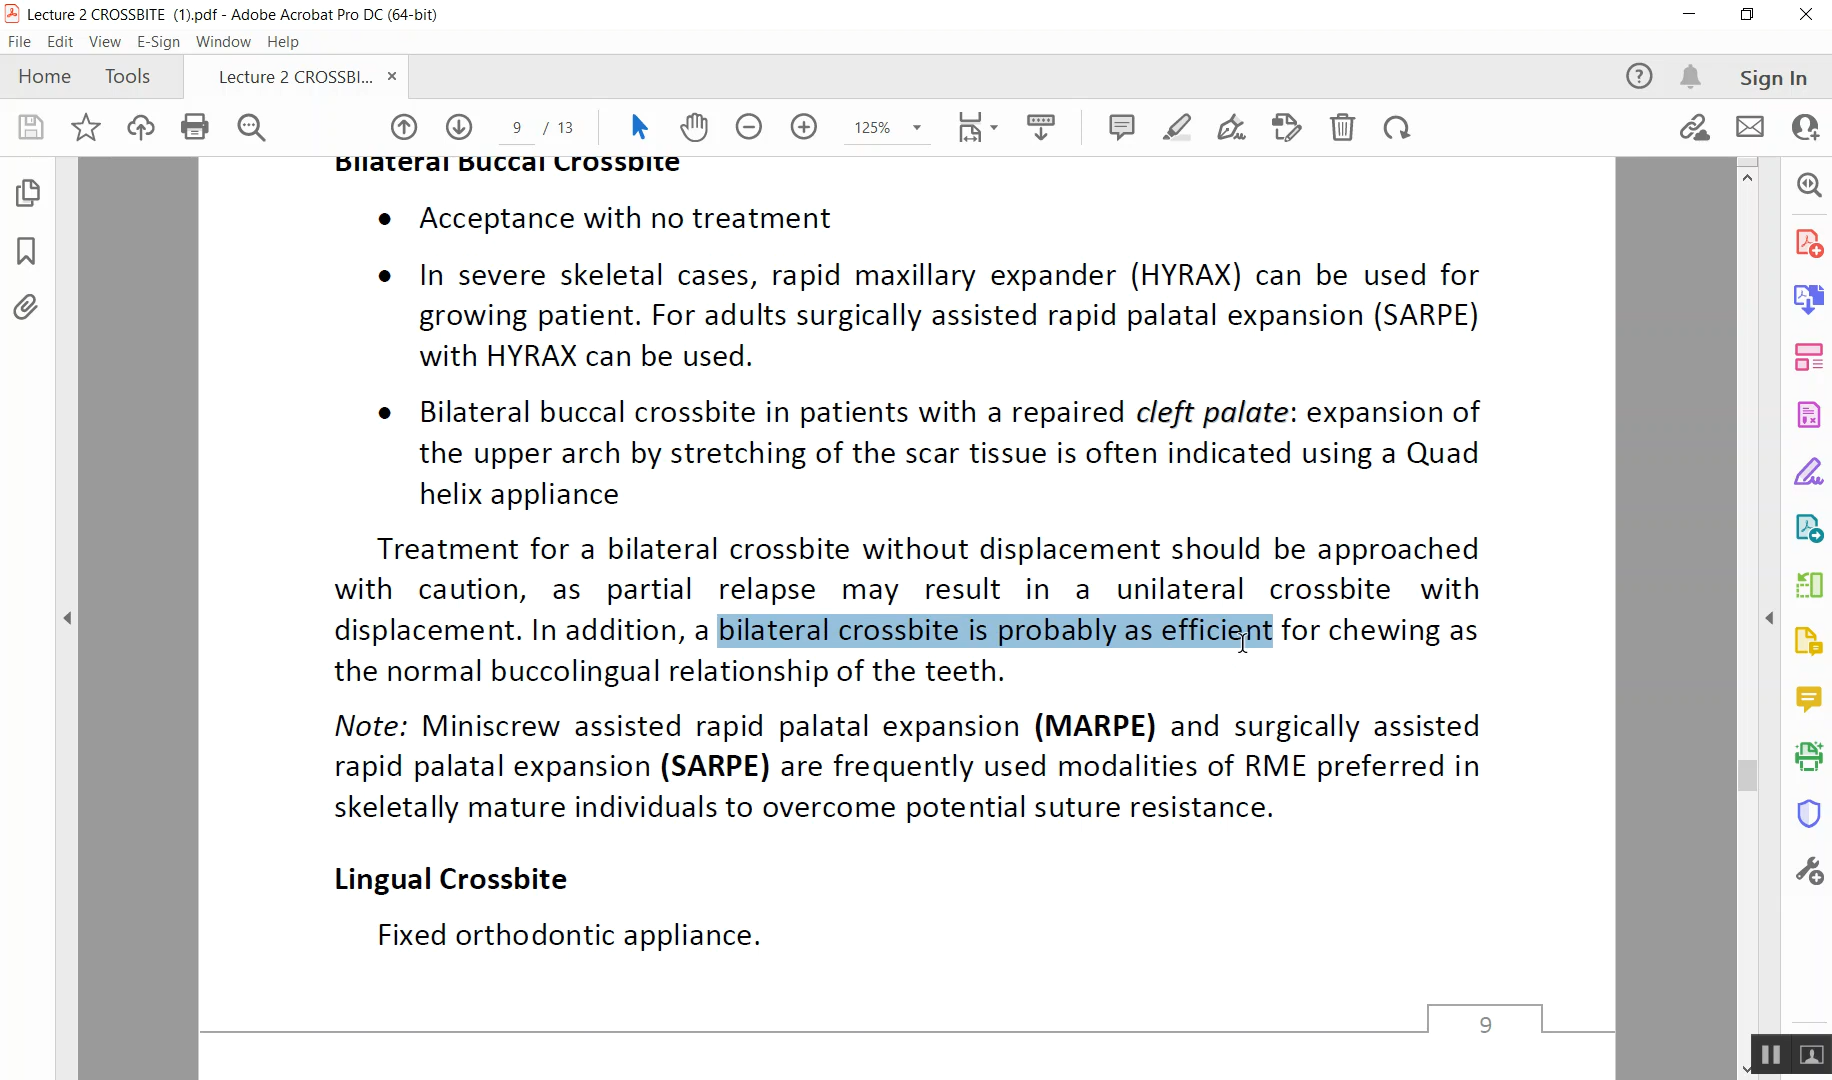 Lecture 2 CROSSBITE (1).pdf - Adobe Acrobat Pro DC (64-bit)
File Edit View E-Sign Window Help
Home Tools Lecture 2 CROSSBI... × Sign In
9 / 13 125%
Bilateral Buccal Crossbite
• Acceptance with no treatment
• In severe skeletal cases, rapid maxillary expander (HYRAX) can be used for
growing patient. For adults surgically assisted rapid palatal expansion (SARPE)
with HYRAX can be used.
• Bilateral buccal crossbite in patients with a repaired cleft palate: expansion of
the upper arch by stretching of the scar tissue is often indicated using a Quad
helix appliance
Treatment for a bilateral crossbite without displacement should be approached
with caution, as partial relapse may result in a unilateral crossbite with
displacement. In addition, a bilateral crossbite is probably as efficient for chewing as
the normal buccolingual relationship of the teeth.
Note: Miniscrew assisted rapid palatal expansion (MARPE) and surgically assisted
rapid palatal expansion (SARPE) are frequently used modalities of RME preferred in
skeletally mature individuals to overcome potential suture resistance.
Lingual Crossbite
Fixed orthodontic appliance.
9